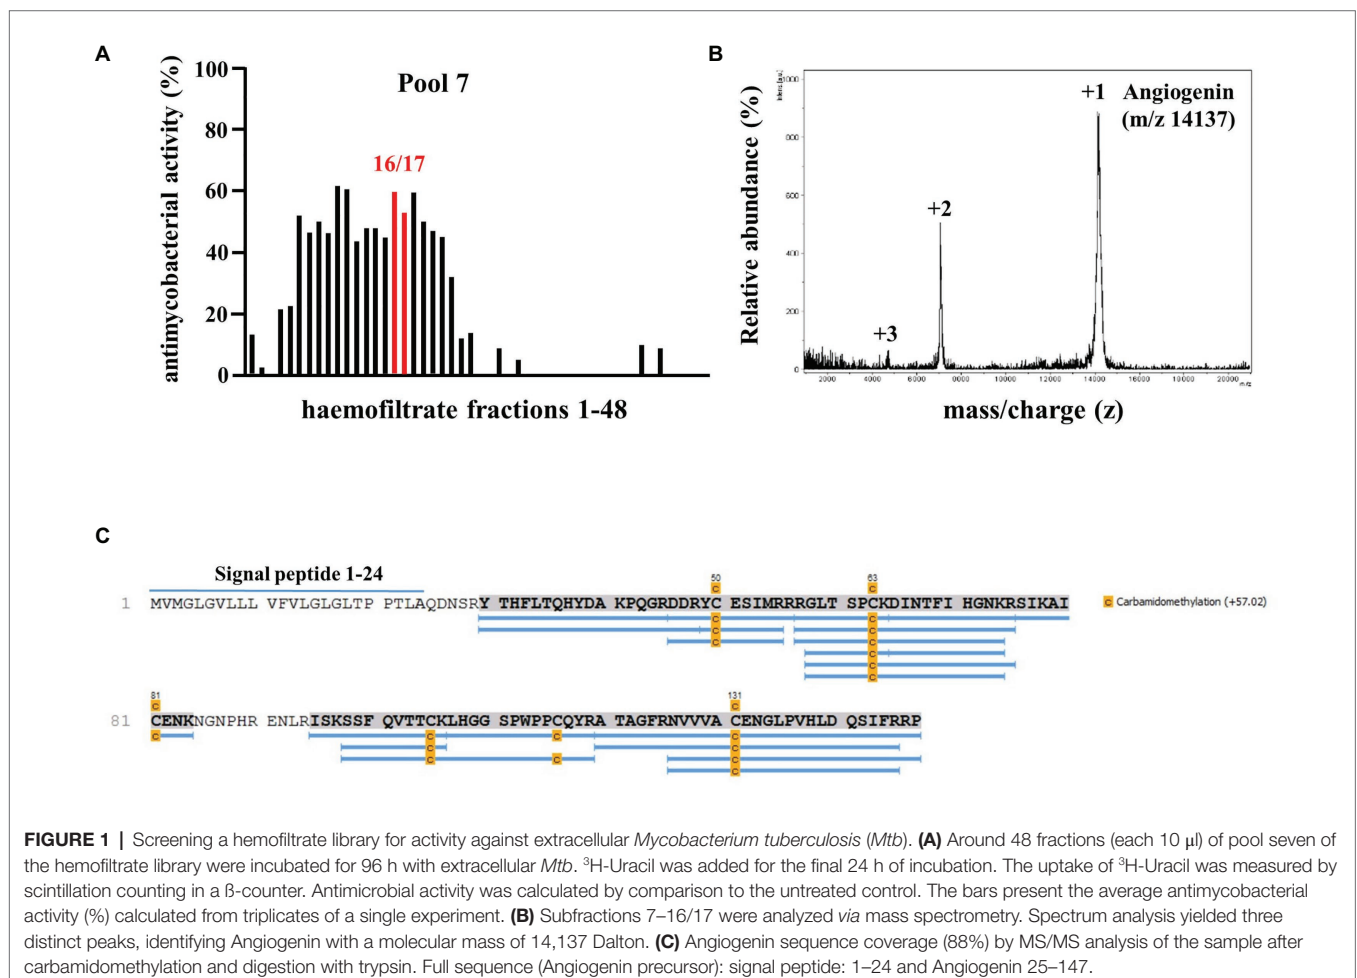 A
Pool 7
antimycobacterial activity (%)
100
80
60
40
20
0
16/17
haemofiltrate fractions 1-48
B
Relative abundance (%)
Intens. [a.u.]
1000
800
600
400
200
0
+3
+2
+1 Angiogenin
(m/z 14137)
2000 4000 6000 8000 10000 12000 14000 16000 18000 20000
m/z
mass/charge (z)
C
Signal peptide 1-24
50 63
C C
1 MVMGLGVLLL VFVLGLGLTP PTLAQDNSRY THFLTQHYDA KPQGRDDRYC ESIMRRRGLT SPCKDINTFI HGNKRSIKAI
C Carbamidomethylation (+57.02)
C C
C C
C C
C
C
C
81 131
C C
81 CENKNGNPHR ENLRISKSSF QVTTCKLHGG SPWPPCQYRA TAGFRNVVVA CENGLPVHLD QSIFRRP
C C C C
C C
C C C
C
FIGURE 1 | Screening a hemofiltrate library for activity against extracellular Mycobacterium tuberculosis (Mtb). (A) Around 48 fractions (each 10 μl) of pool seven of
the hemofiltrate library were incubated for 96 h with extracellular Mtb. ³H-Uracil was added for the final 24 h of incubation. The uptake of ³H-Uracil was measured by
scintillation counting in a ß-counter. Antimicrobial activity was calculated by comparison to the untreated control. The bars present the average antimycobacterial
activity (%) calculated from triplicates of a single experiment. (B) Subfractions 7–16/17 were analyzed via mass spectrometry. Spectrum analysis yielded three
distinct peaks, identifying Angiogenin with a molecular mass of 14,137 Dalton. (C) Angiogenin sequence coverage (88%) by MS/MS analysis of the sample after
carbamidomethylation and digestion with trypsin. Full sequence (Angiogenin precursor): signal peptide: 1–24 and Angiogenin 25–147.